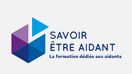 SAVOIR
ÊTRE AIDANT
La formation dédiée aux aidants